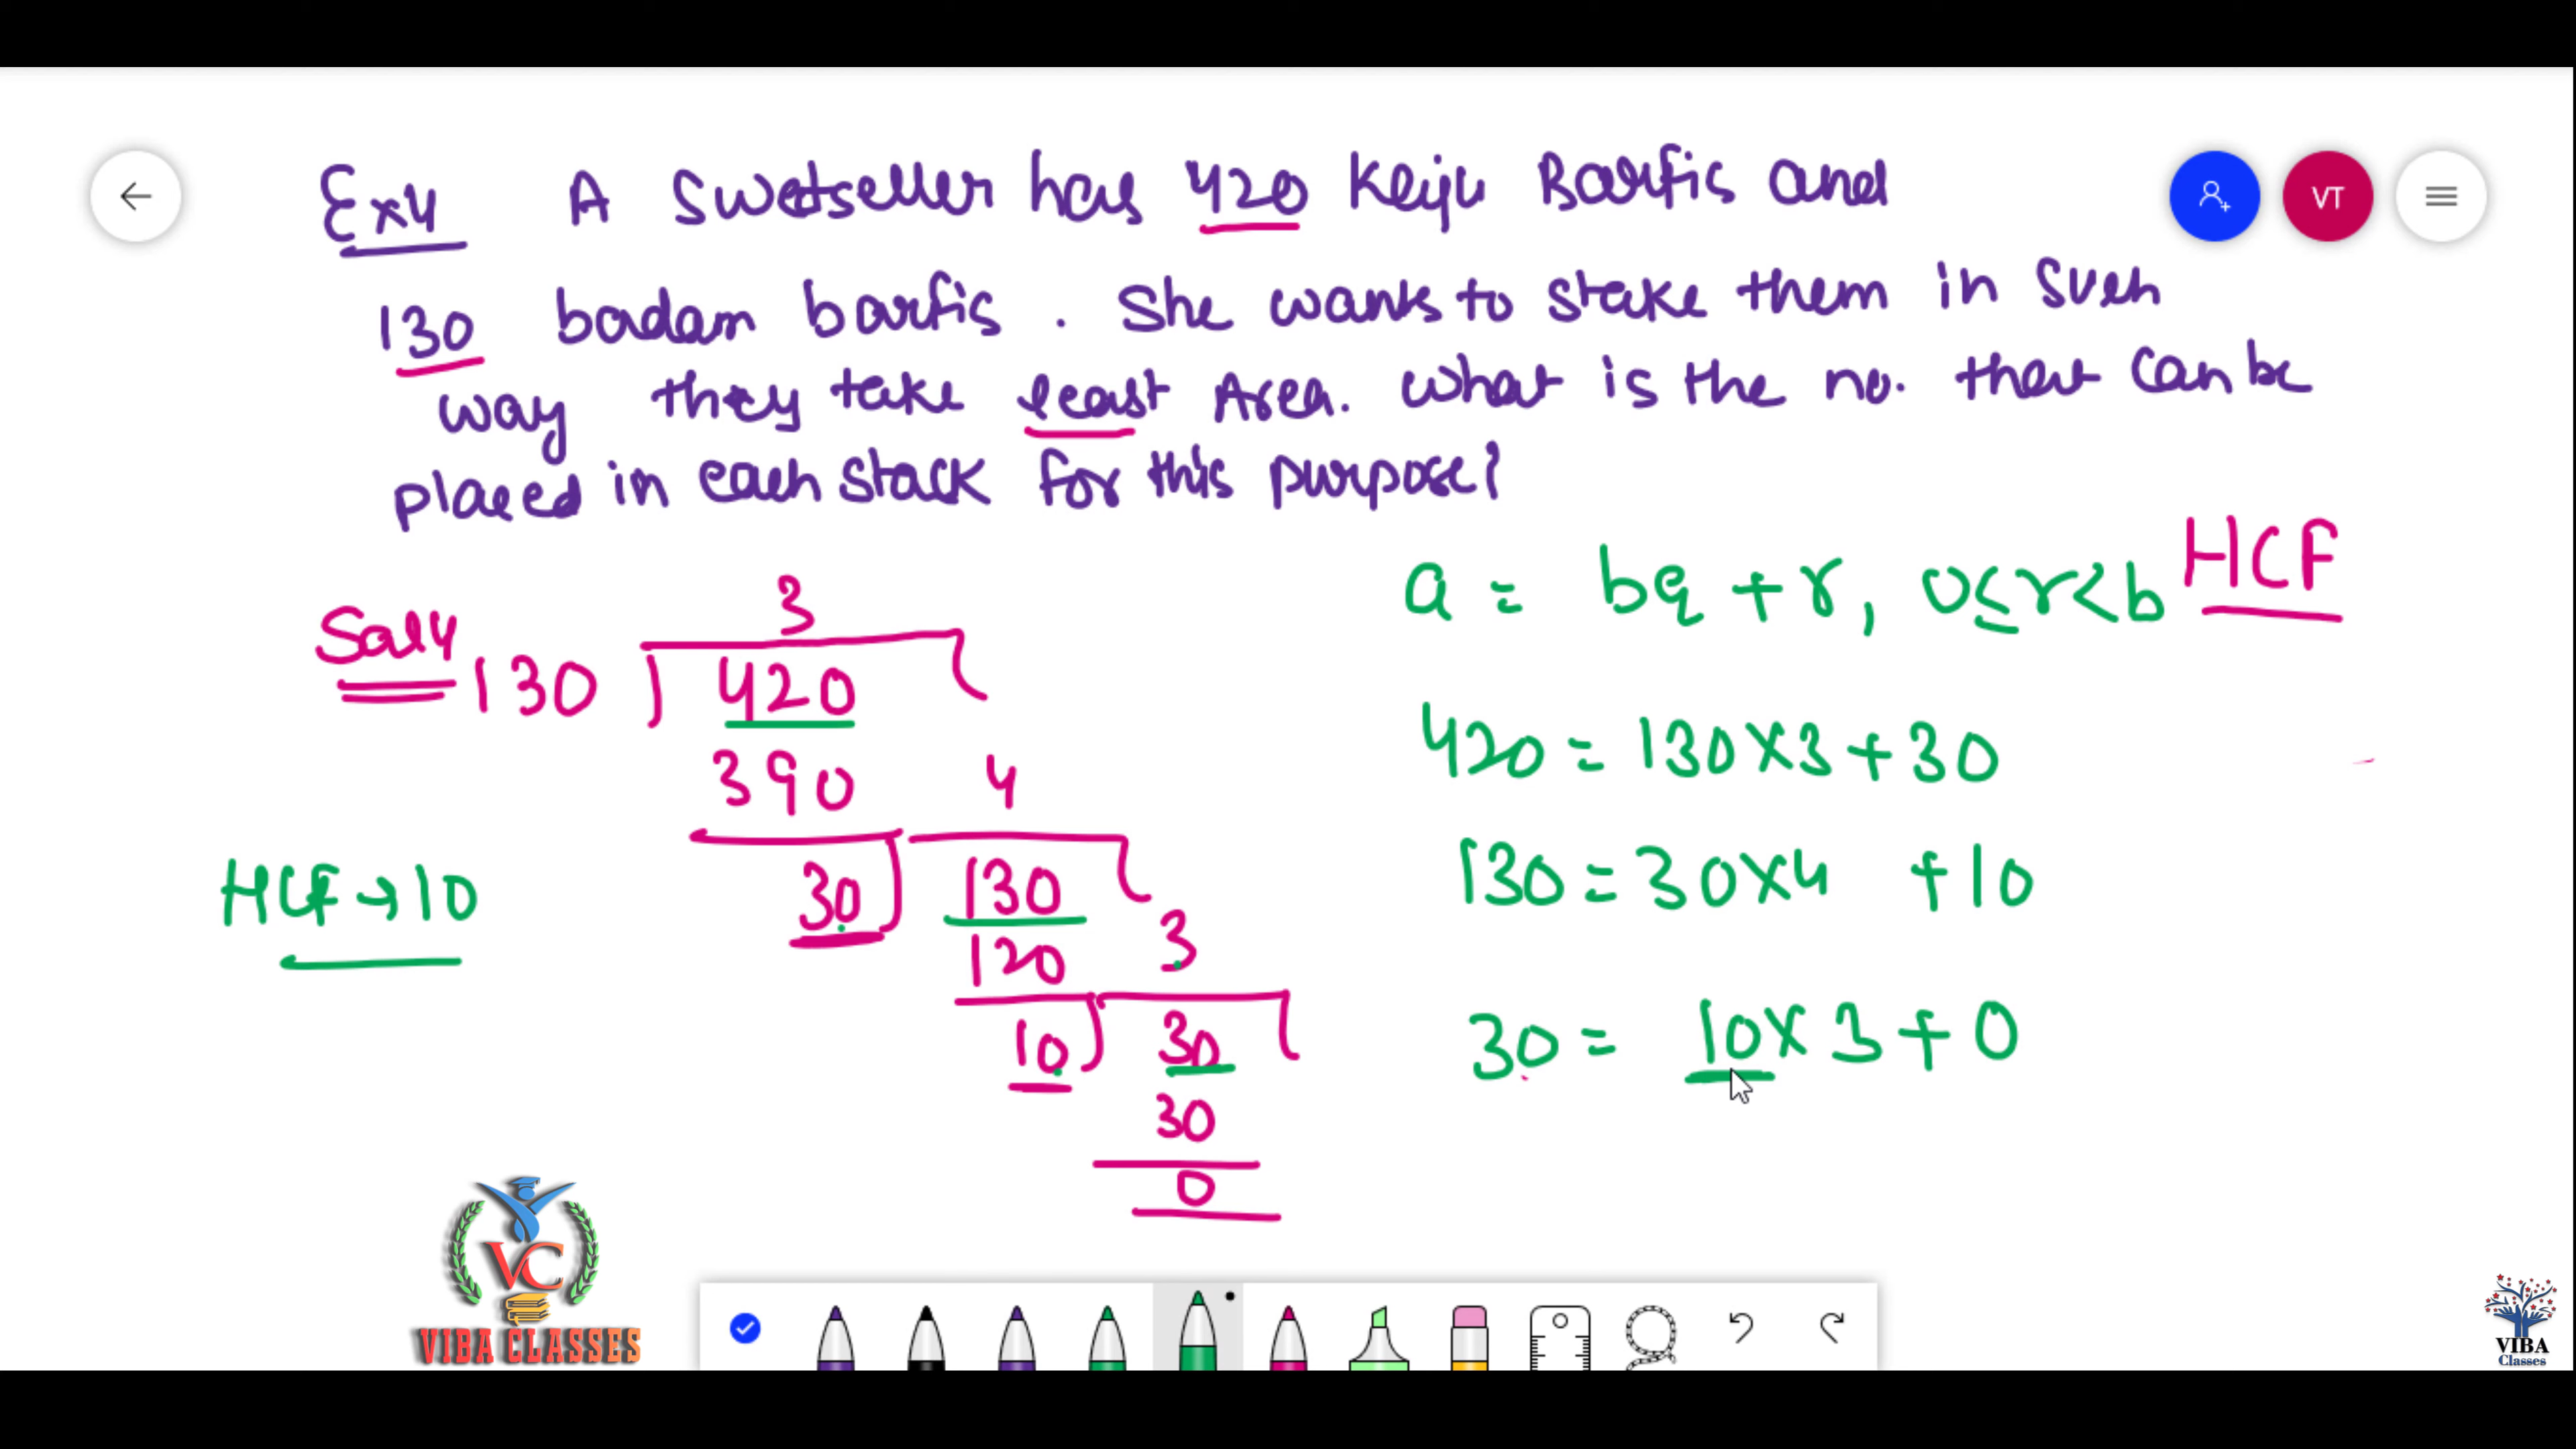 Ex4 A Sweetseller has 420 Kaju Barfis and
130 badam barfis. She wants to stake them in such
way they take least Area. What is the no. that can be
placed in each stack for this purpose?
HCF
a = bq + r, 0≤r<b
Sol4
3
130 ) 420
390
4
30 ) 130
120
3
10 ) 30
30
0
HCF → 10
420 = 130×3+30
130 = 30×4 +10
30 = 10×3+0
VT
VC
VIBA CLASSES
VIBA
Classes